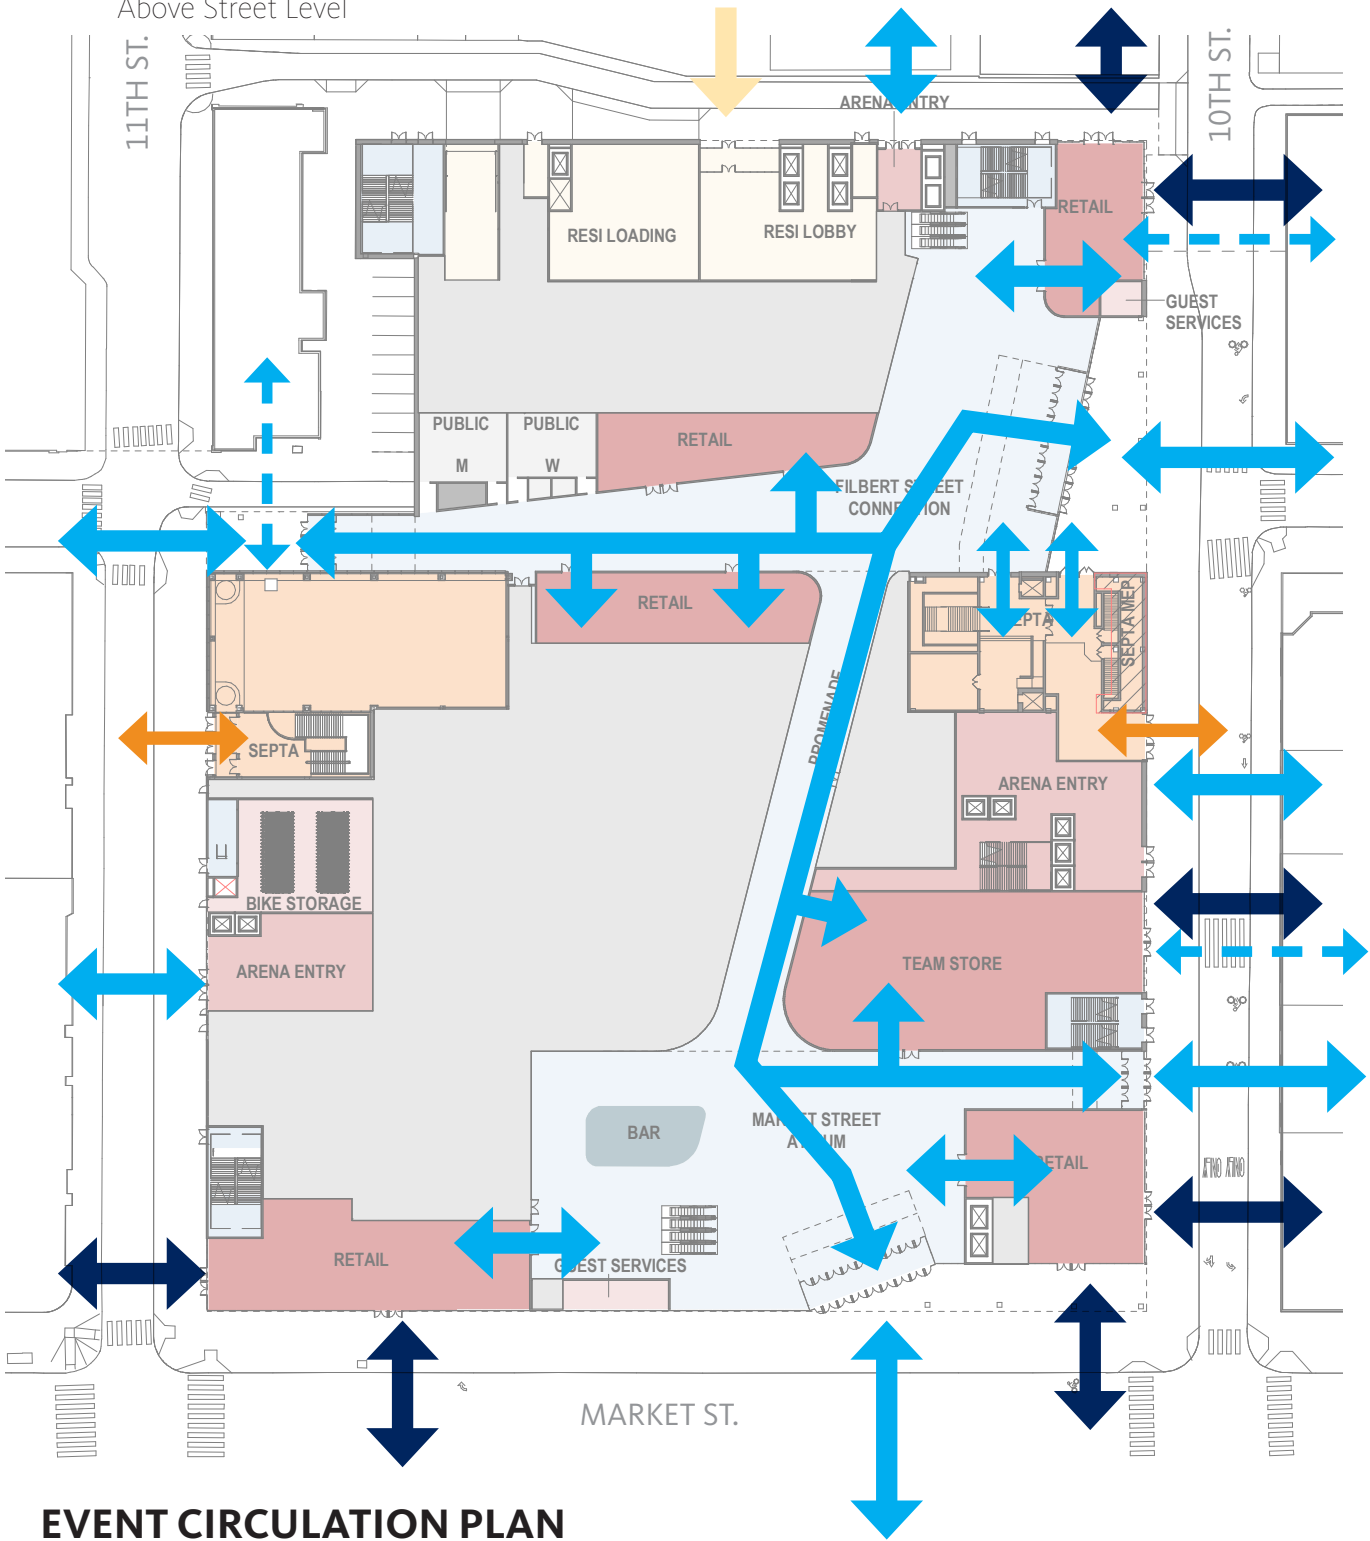 Above Street Level
11TH ST.
10TH ST.
ARENA ENTRY
RETAIL
RESI LOADING
RESI LOBBY
GUEST
SERVICES
PUBLIC
M
PUBLIC
W
RETAIL
FILBERT STREET
CONNECTION
RETAIL
SEPTA
SEPTA MEP
PROMENADE
SEPTA
ARENA ENTRY
BIKE STORAGE
ARENA ENTRY
TEAM STORE
BAR
MARKET STREET
ATRIUM
RETAIL
RETAIL
GUEST SERVICES
MARKET ST.
EVENT CIRCULATION PLAN